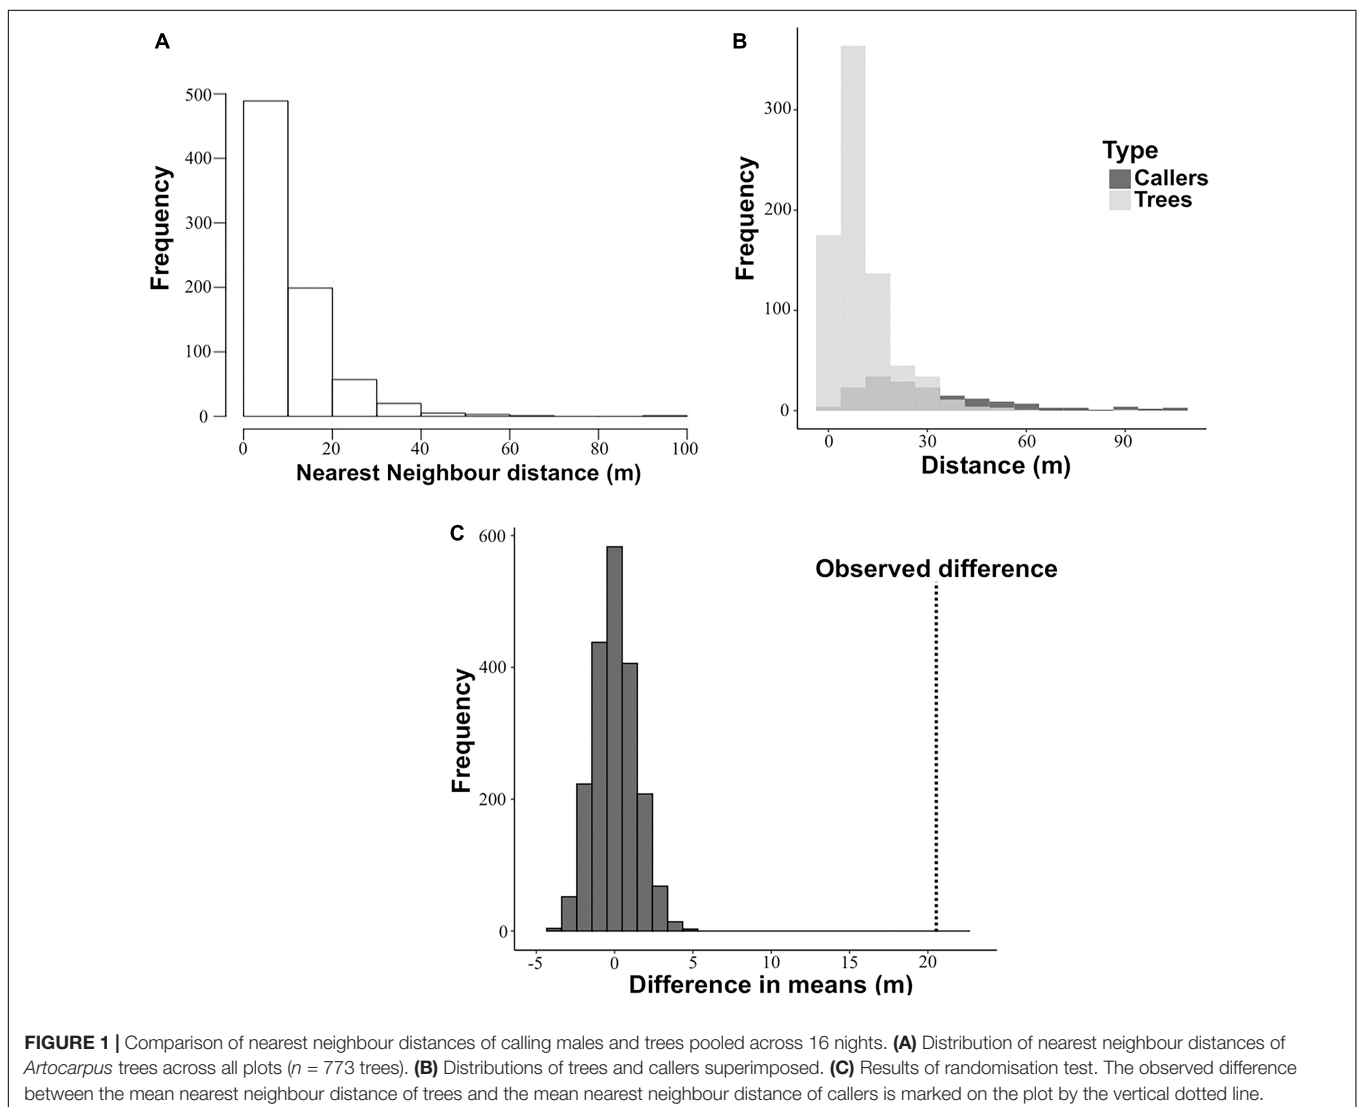 A
500
400
300
200
100
0
Frequency
0 20 40 60 80 100
Nearest Neighbour distance (m)
B
300
200
100
0
Frequency
0 30 60 90
Distance (m)
Type
Callers
Trees
C
600
400
200
0
Frequency
Observed difference
-5 0 5 10 15 20
Difference in means (m)
FIGURE 1 | Comparison of nearest neighbour distances of calling males and trees pooled across 16 nights. (A) Distribution of nearest neighbour distances of
Artocarpus trees across all plots (n = 773 trees). (B) Distributions of trees and callers superimposed. (C) Results of randomisation test. The observed difference
between the mean nearest neighbour distance of trees and the mean nearest neighbour distance of callers is marked on the plot by the vertical dotted line.